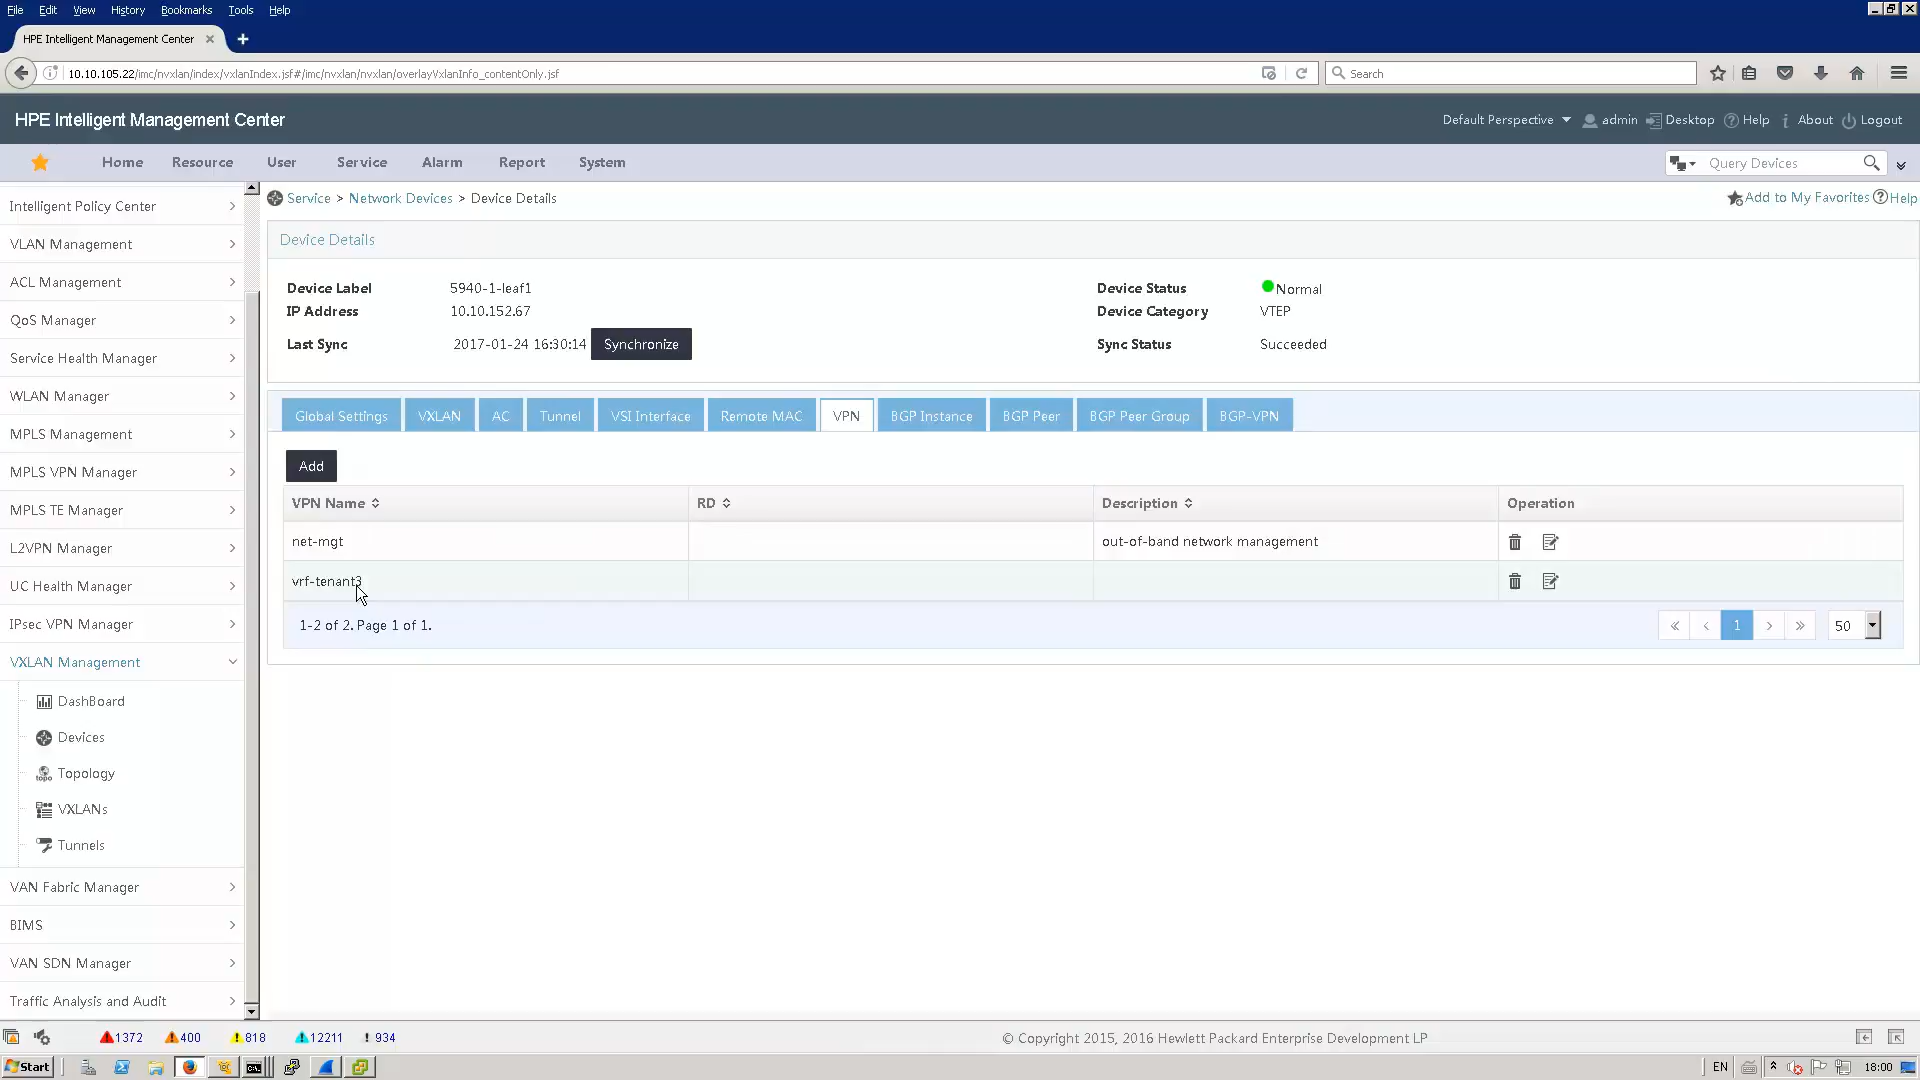 File Edit View History Bookmarks Tools Help
HPE Intelligent Management Center
10.10.105.22/imc/nvxlan/index/vxlanIndex.jsf#/imc/nvxlan/nvxlan/overlayVxlanInfo_contentOnly.jsf
Search
HPE Intelligent Management Center
Default Perspective admin Desktop Help About Logout
Home Resource User Service Alarm Report System
Query Devices
Service > Network Devices > Device Details
Add to My Favorites Help
Intelligent Policy Center
VLAN Management
ACL Management
QoS Manager
Service Health Manager
WLAN Manager
MPLS Management
MPLS VPN Manager
MPLS TE Manager
L2VPN Manager
UC Health Manager
IPsec VPN Manager
VXLAN Management
DashBoard
Devices
Topology
VXLANs
Tunnels
VAN Fabric Manager
BIMS
VAN SDN Manager
Traffic Analysis and Audit
Device Details
Device Label 5940-1-leaf1 Device Status Normal
IP Address 10.10.152.67 Device Category VTEP
Last Sync 2017-01-24 16:30:14 Synchronize Sync Status Succeeded
Global Settings VXLAN AC Tunnel VSI Interface Remote MAC VPN BGP Instance BGP Peer BGP Peer Group BGP-VPN
Add
VPN Name RD Description Operation
net-mgt out-of-band network management
vrf-tenant3
1-2 of 2. Page 1 of 1. « ‹ 1 › » 50
1372 400 818 12211 934
© Copyright 2015, 2016 Hewlett Packard Enterprise Development LP
Start
EN 18:00